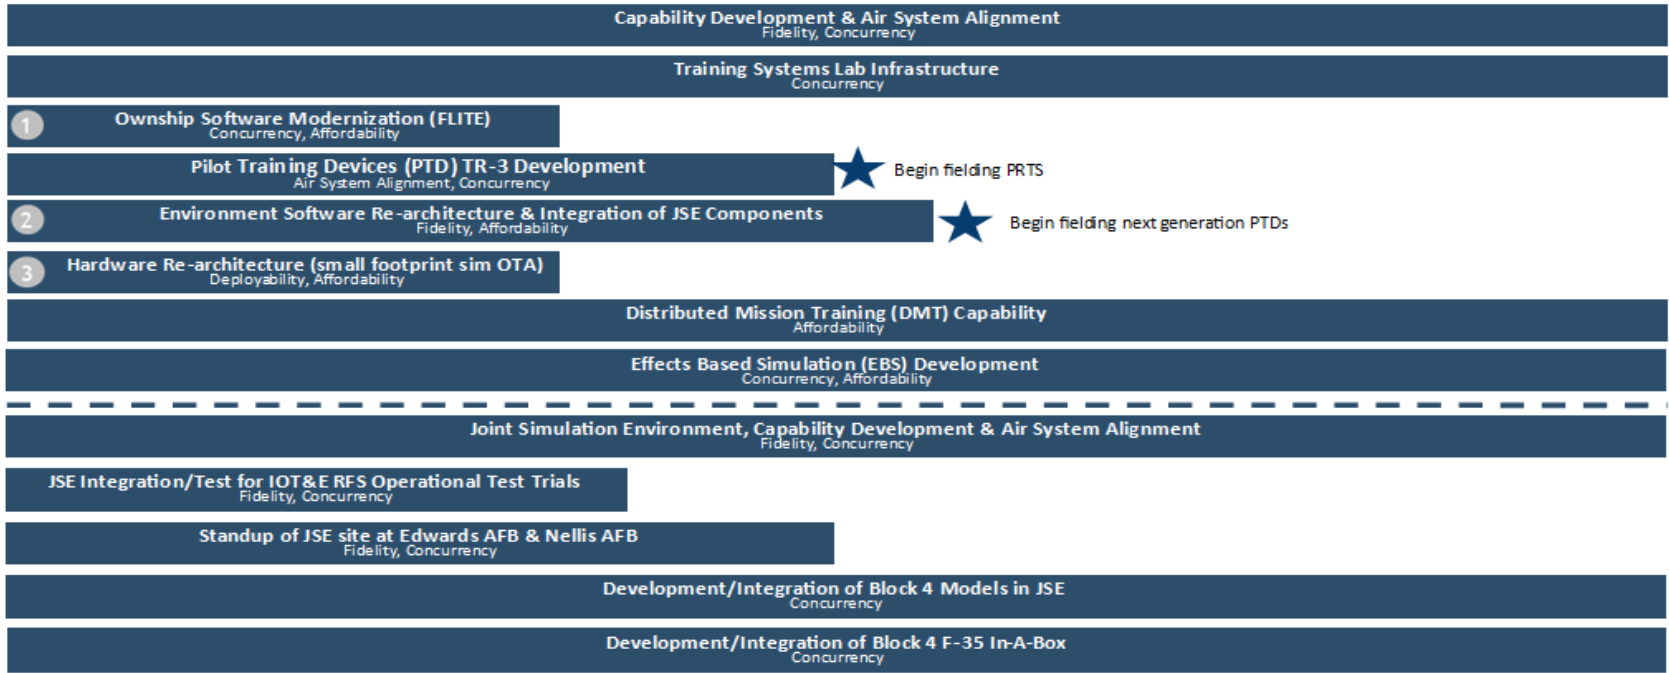 Capability Development & Air System Alignment
Fidelity, Concurrency
Training Systems Lab Infrastructure
Concurrency
1
Ownship Software Modernization (FLITE)
Concurrency, Affordability
Pilot Training Devices (PTD) TR-3 Development
Air System Alignment, Concurrency
Begin fielding PRTS
2
Environment Software Re-architecture & Integration of JSE Components
Fidelity, Affordability
Begin fielding next generation PTDs
3
Hardware Re-architecture (small footprint sim OTA)
Deployability, Affordability
Distributed Mission Training (DMT) Capability
Affordability
Effects Based Simulation (EBS) Development
Concurrency, Affordability
Joint Simulation Environment, Capability Development & Air System Alignment
Fidelity, Concurrency
JSE Integration/Test for IOT&E RFS Operational Test Trials
Fidelity, Concurrency
Standup of JSE site at Edwards AFB & Nellis AFB
Fidelity, Concurrency
Development/Integration of Block 4 Models in JSE
Concurrency
Development/Integration of Block 4 F-35 In-A-Box
Concurrency